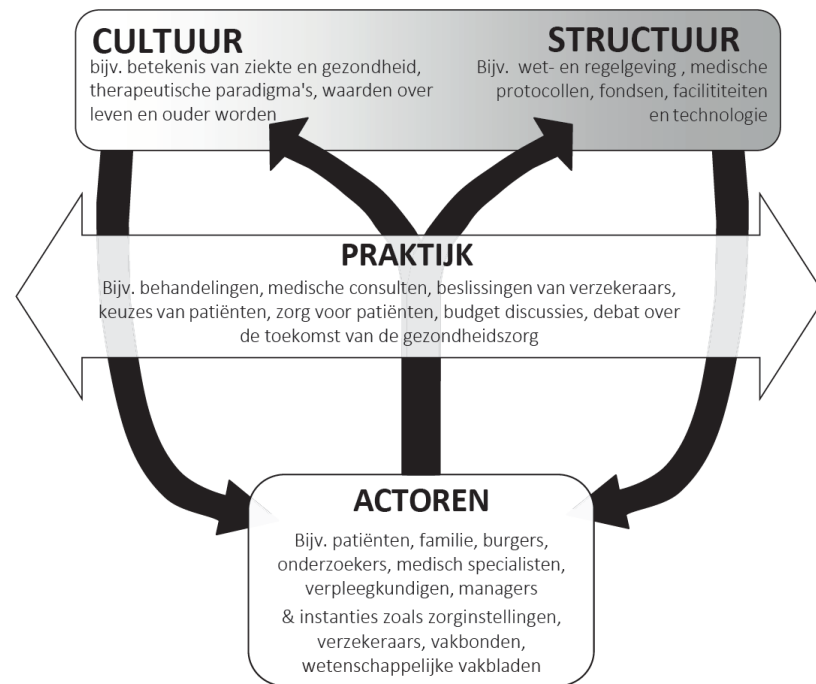 CULTUUR
bijv. betekenis van ziekte en gezondheid,
therapeutische paradigma's, waarden over
leven en ouder worden
STRUCTUUR
Bijv. wet- en regelgeving , medische
protocollen, fondsen, facilititeiten
en technologie
PRAKTIJK
Bijv. behandelingen, medische consulten, beslissingen van verzekeraars,
keuzes van patiënten, zorg voor patiënten, budget discussies, debat over
de toekomst van de gezondheidszorg
ACTOREN
Bijv. patiënten, familie, burgers,
onderzoekers, medisch specialisten,
verpleegkundigen, managers
& instanties zoals zorginstellingen,
verzekeraars, vakbonden,
wetenschappelijke vakbladen